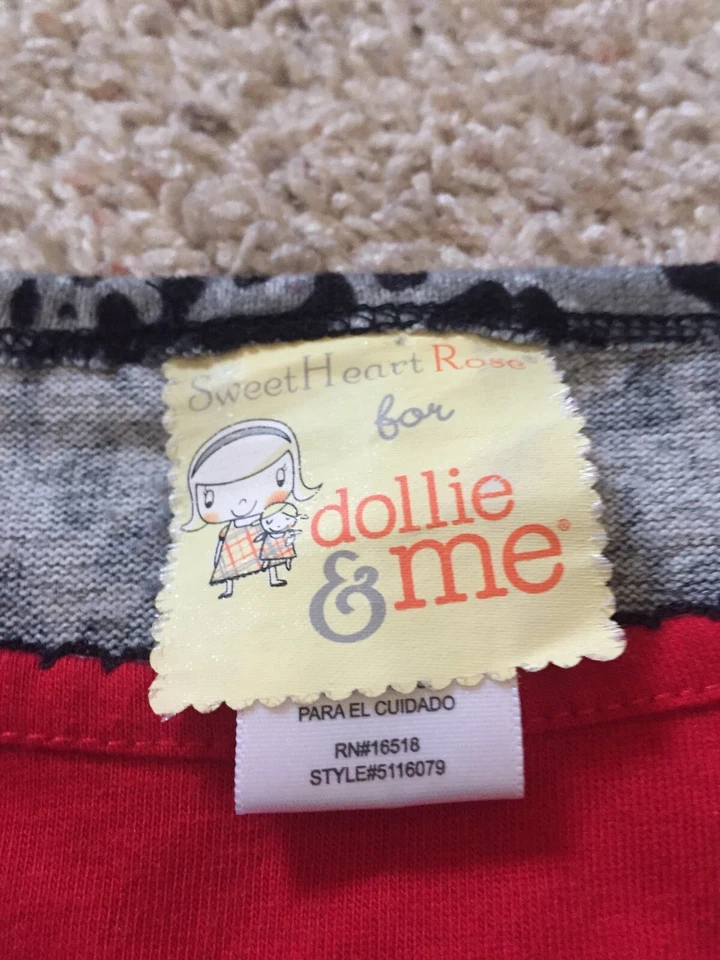 SweetHeart Rose
for
dollie
& me®
PARA EL CUIDADO
RN#16518
STYLE#5116079